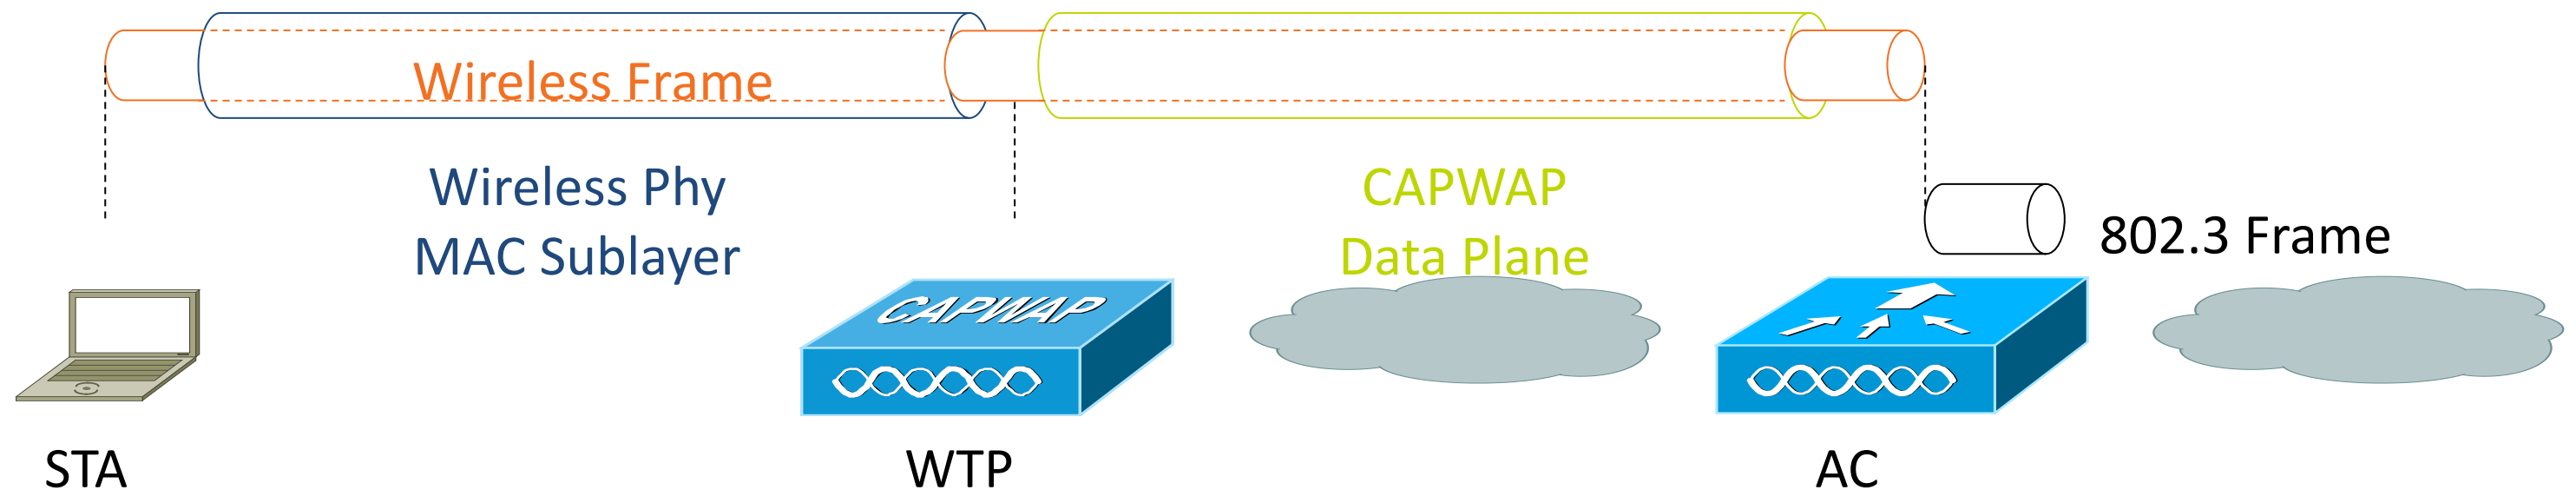 Wireless Frame
Wireless Phy
MAC Sublayer
CAPWAP
Data Plane
802.3 Frame
CAPWAP
STA
WTP
AC